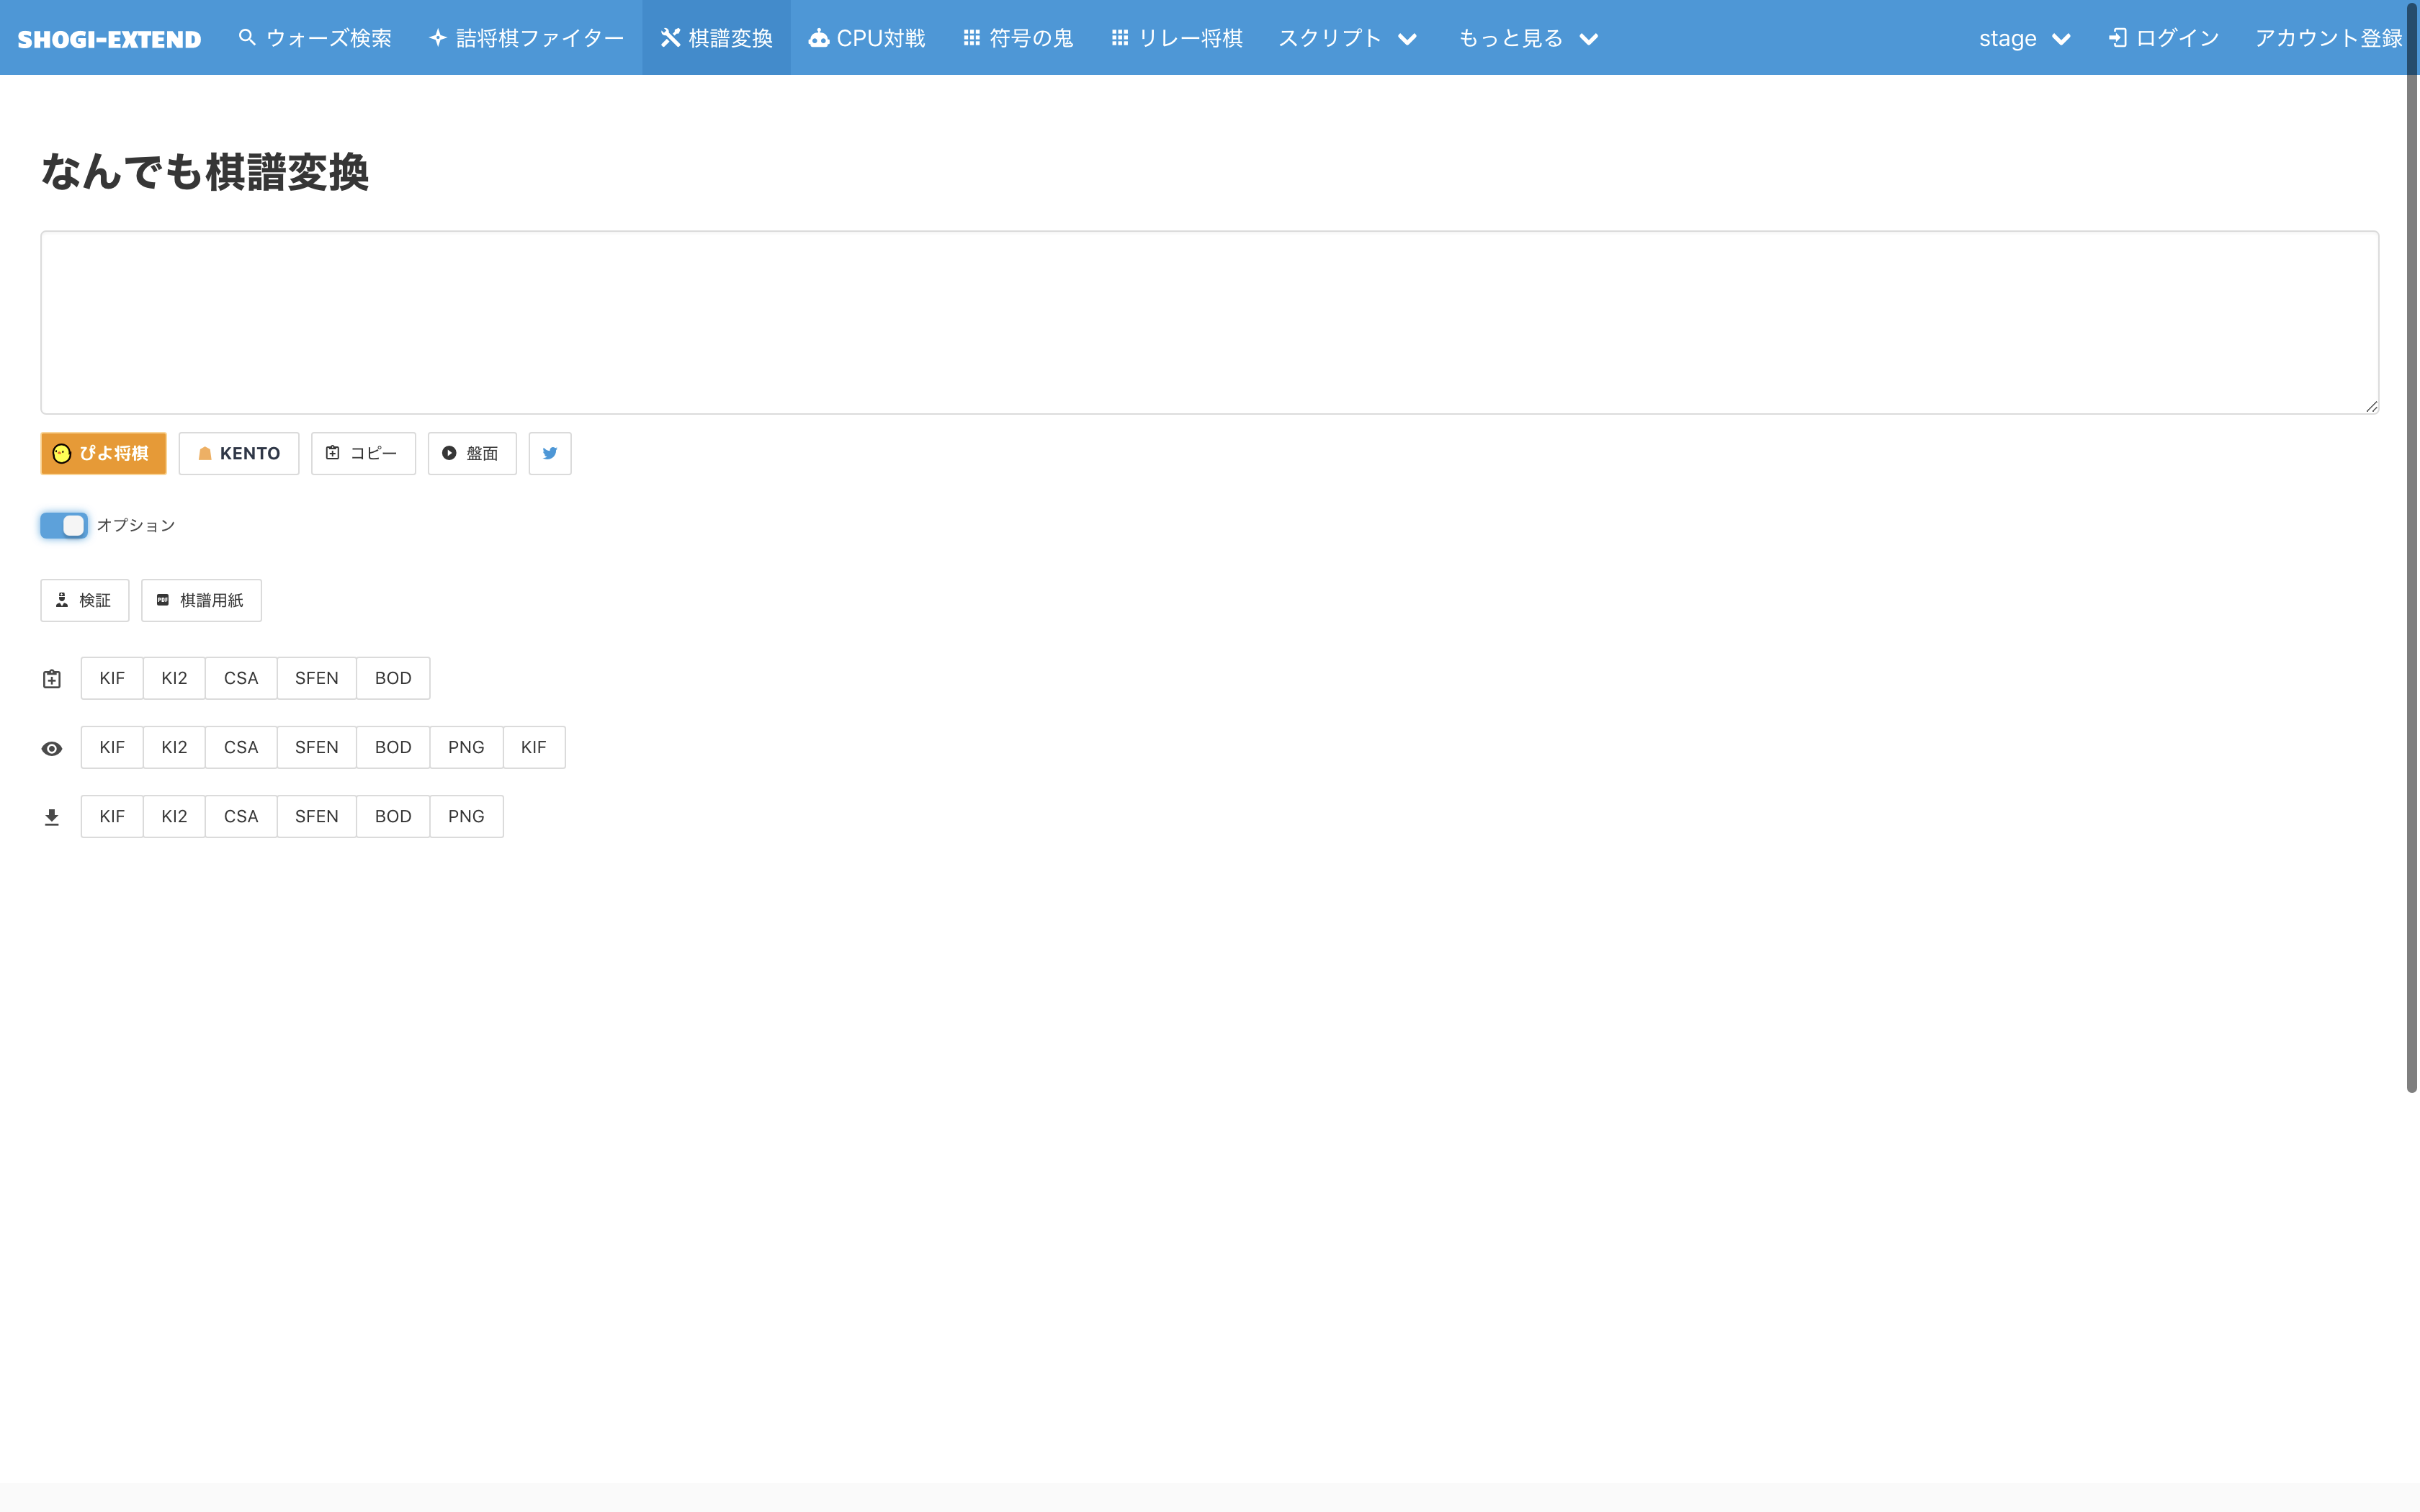 SHOGI-EXTEND ウォーズ検索 詰将棋ファイター 棋譜変換 CPU対戦 符号の鬼 リレー将棋 スクリプト もっと見る stage ログイン アカウント登録
なんでも棋譜変換
ぴよ将棋 KENTO コピー 盤面
オプション
検証 PDF 棋譜用紙
KIF KI2 CSA SFEN BOD
KIF KI2 CSA SFEN BOD PNG KIF
KIF KI2 CSA SFEN BOD PNG